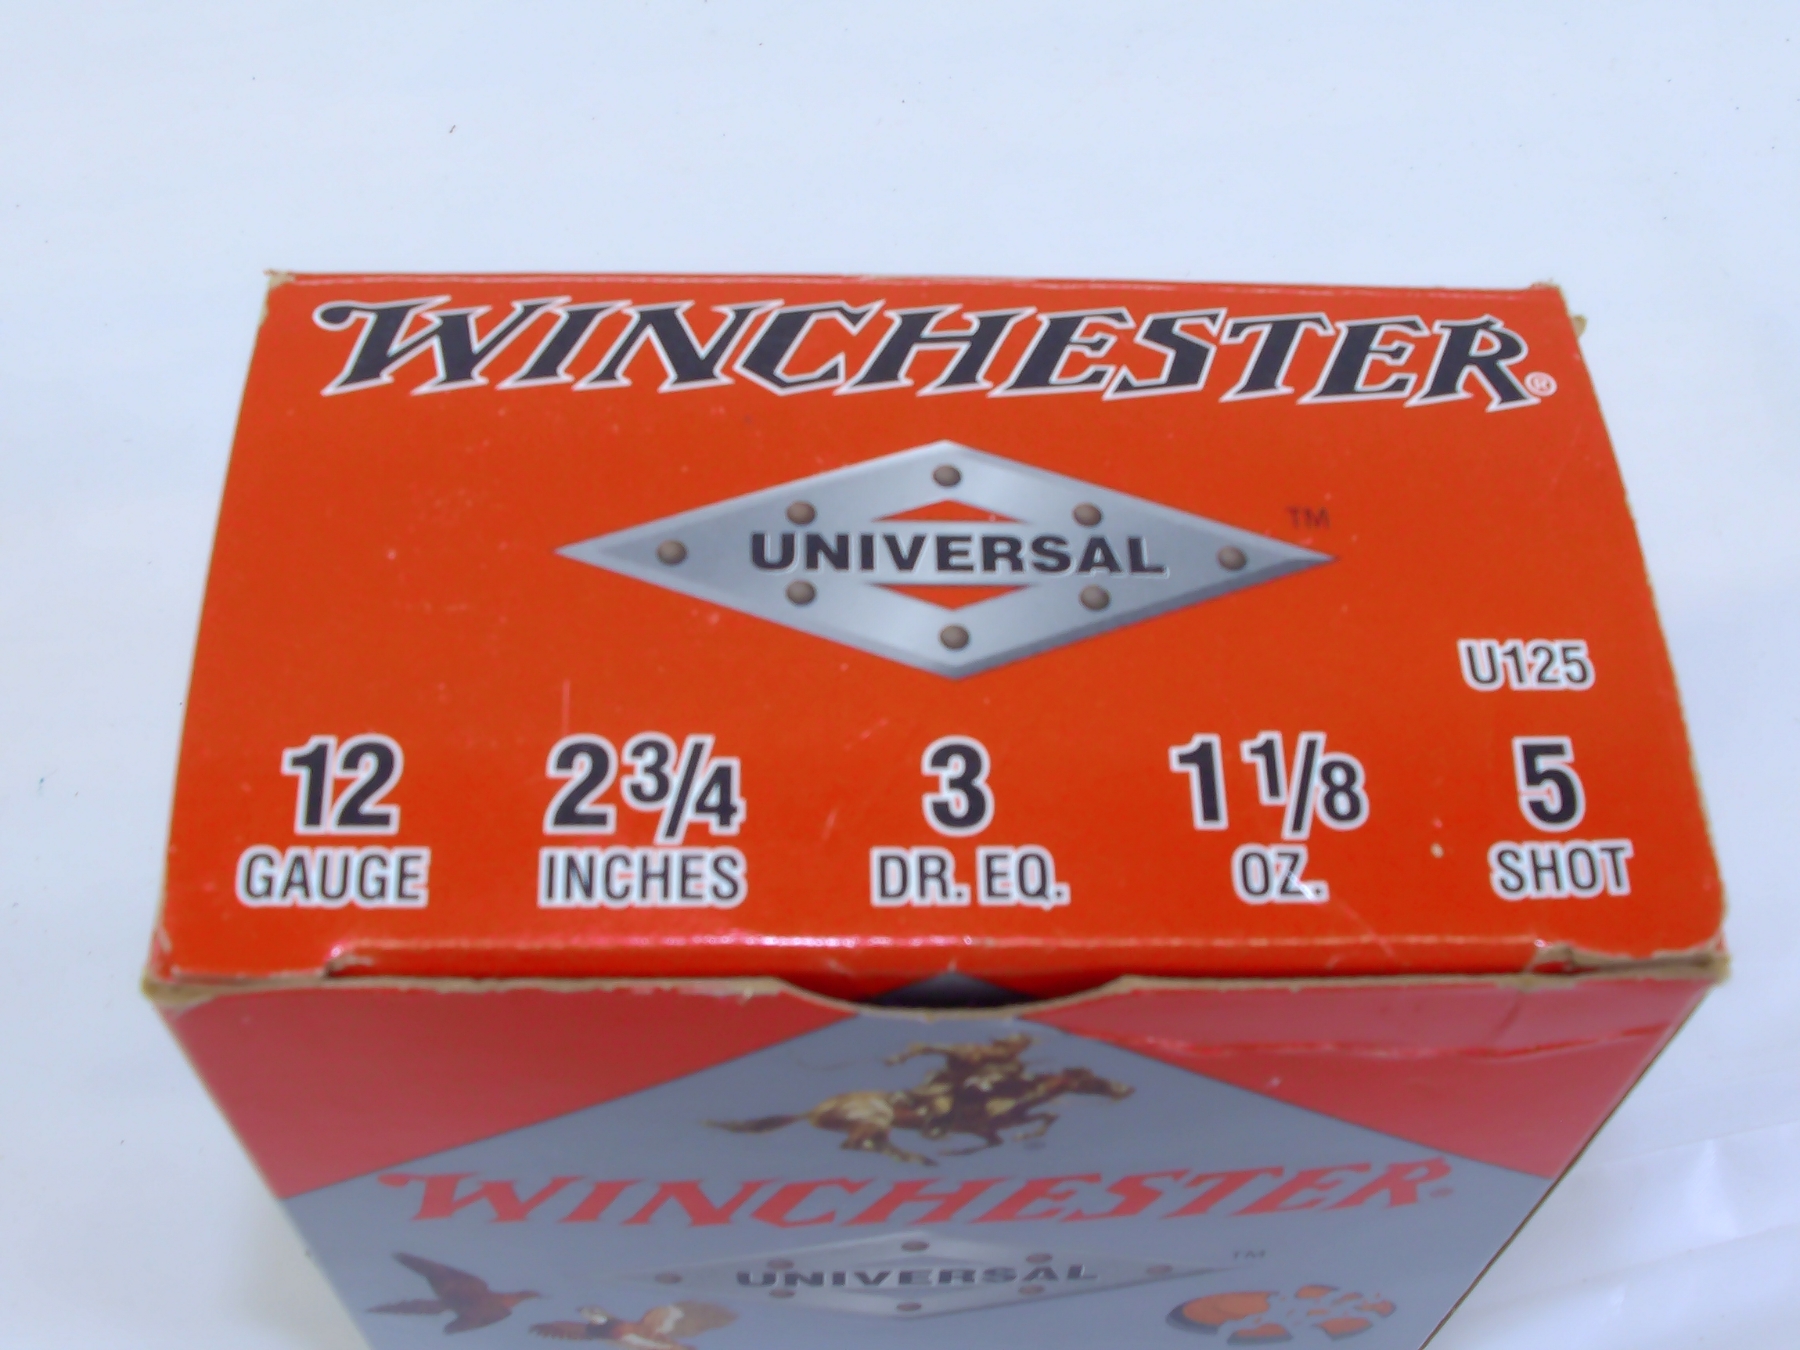 WINCHESTER®
UNIVERSAL ™
U125
12 2 3/4 3 1 1/8 5
GAUGE INCHES DR. EQ. OZ. SHOT
WINCHESTER
UNIVERSAL ™